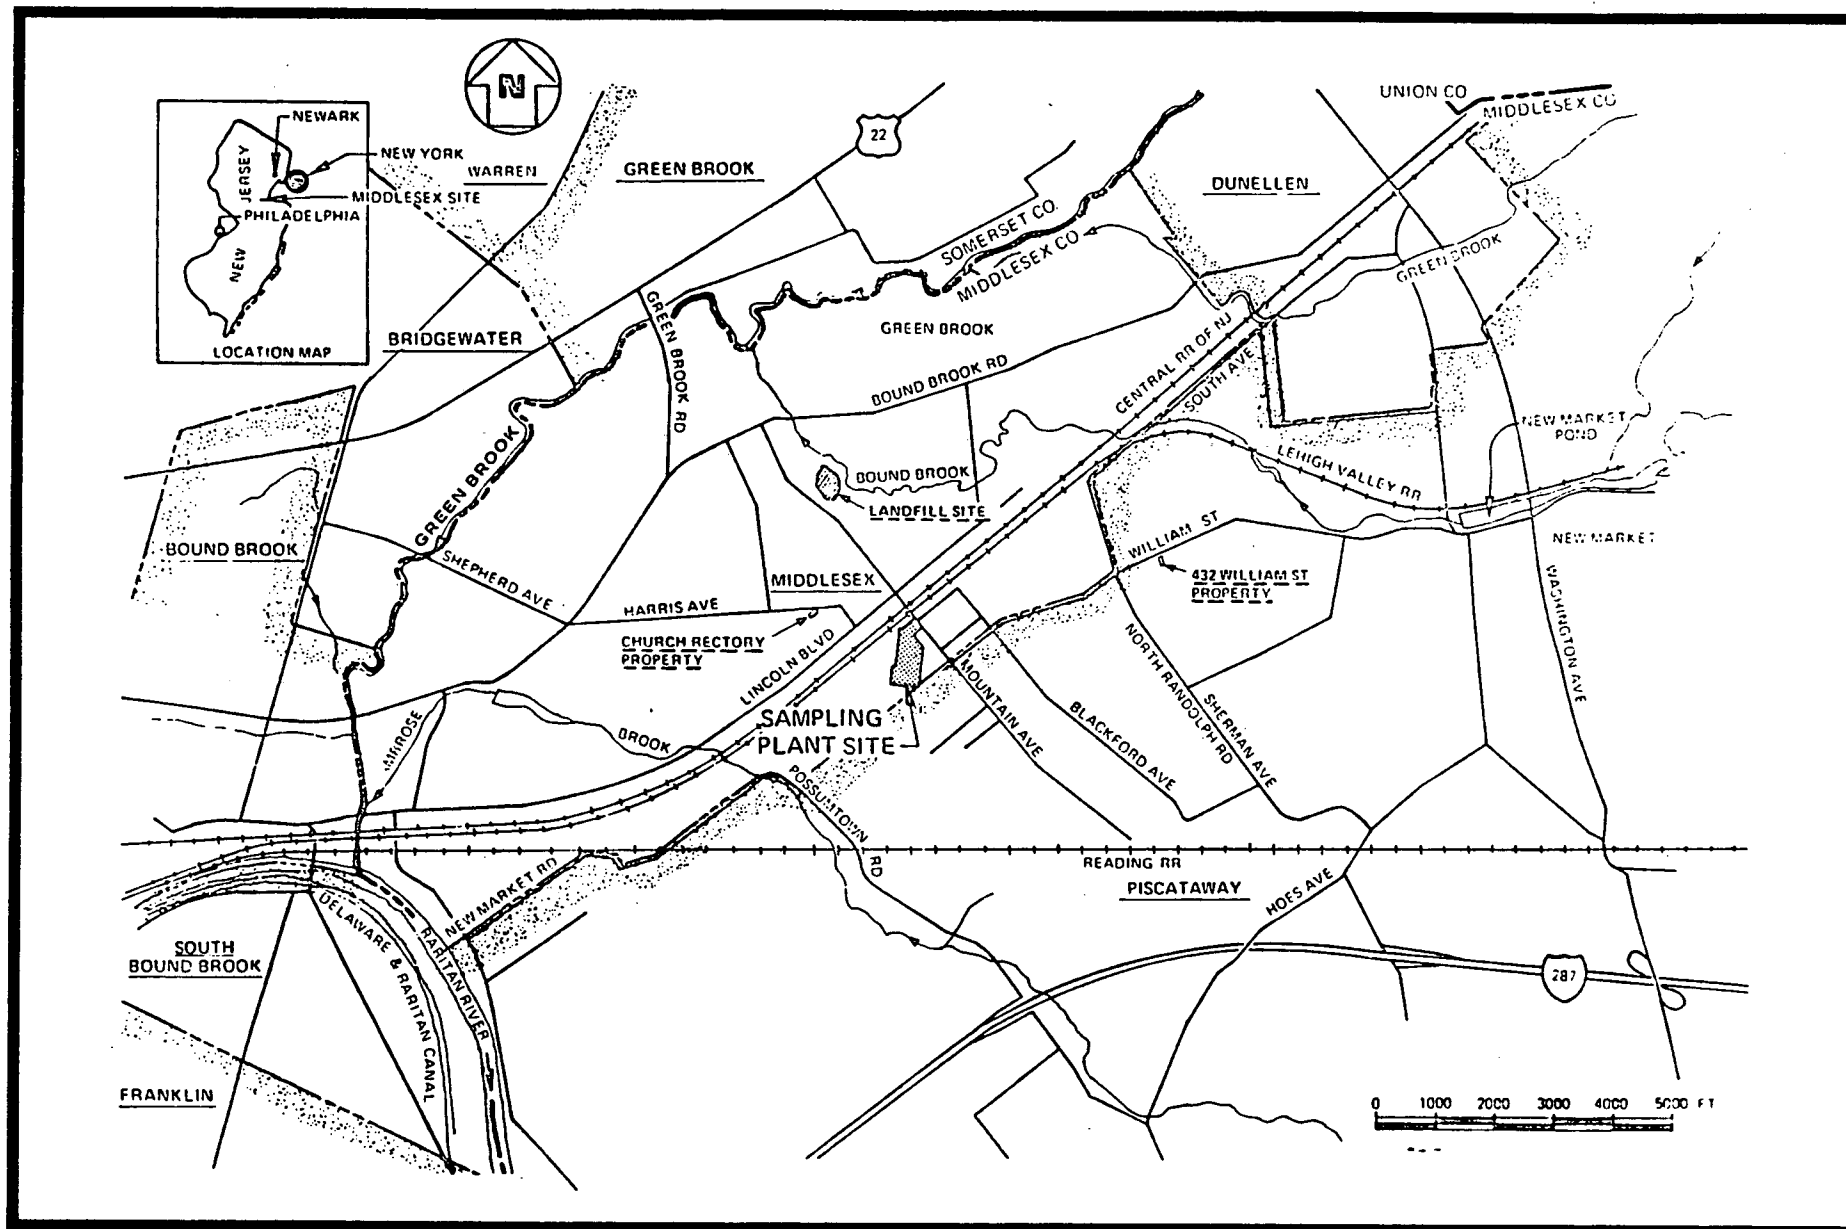 UNION CO
MIDDLESEX CO
N
22
NEWARK
NEW YORK
JERSEY
MIDDLESEX SITE
PHILADELPHIA
NEW
LOCATION MAP
WARREN
GREEN BROOK
DUNELLEN
SOMERSET CO.
MIDDLESEX CO
GREEN BROOK
GREEN BROOK RD
BRIDGEWATER
GREEN BROOK
CENTRAL RR OF NJ
SOUTH AVE
BOUND BROOK RD
NEW MARKET
POND
GREEN BROOK
BOUND BROOK
LEHIGH VALLEY RR
LANDFILL SITE
BOUND BROOK
WILLIAM ST
NEW MARKET
SHEPHERD AVE
MIDDLESEX
432 WILLIAM ST
PROPERTY
WASHINGTON AVE
HARRIS AVE
CHURCH RECTORY
PROPERTY
LINCOLN BLVD
MOUNTAIN AVE
NORTH RANDOLPH RD
SHERMAN AVE
SAMPLING
PLANT SITE
BLACKFORD AVE
AMBROSE
BROOK
POSSUMTOWN
RD
READING RR
NEW MARKET RD
PISCATAWAY
HOES AVE
DELAWARE & RARITAN CANAL
RARITAN RIVER
SOUTH
BOUND BROOK
287
FRANKLIN
0 1000 2000 3000 4000 5000 FT